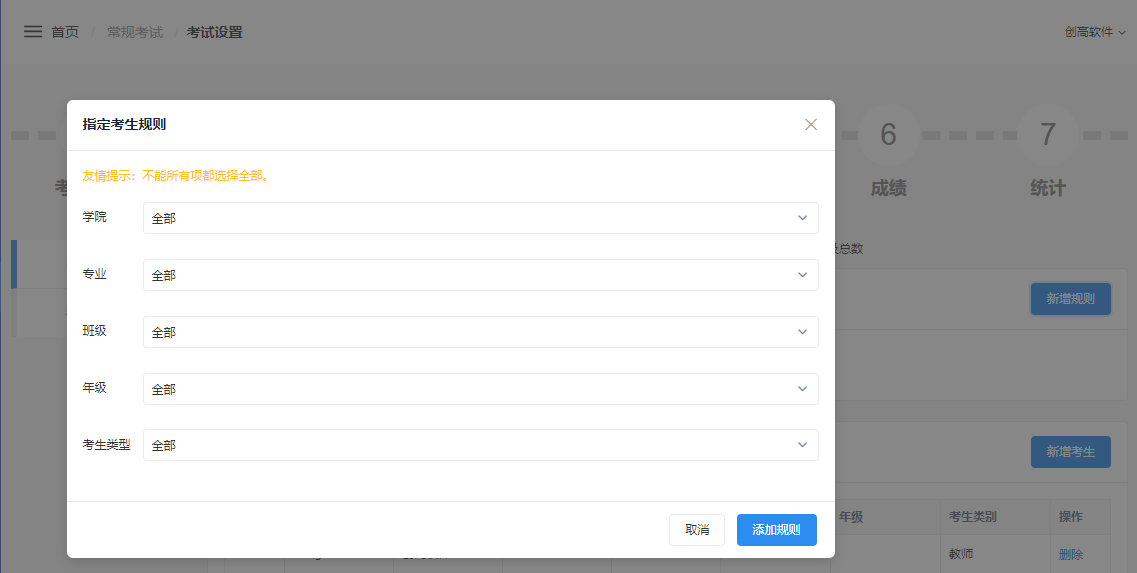 首页 / 常规考试 / 考试设置
创高软件
指定考生规则
6
7
友情提示：不能所有项都选择全部。
成绩
统计
学院
全部
总数
专业
全部
新增规则
班级
全部
年级
全部
考生类型
全部
新增考生
取消
添加规则
年级
考生类别
操作
教师
删除